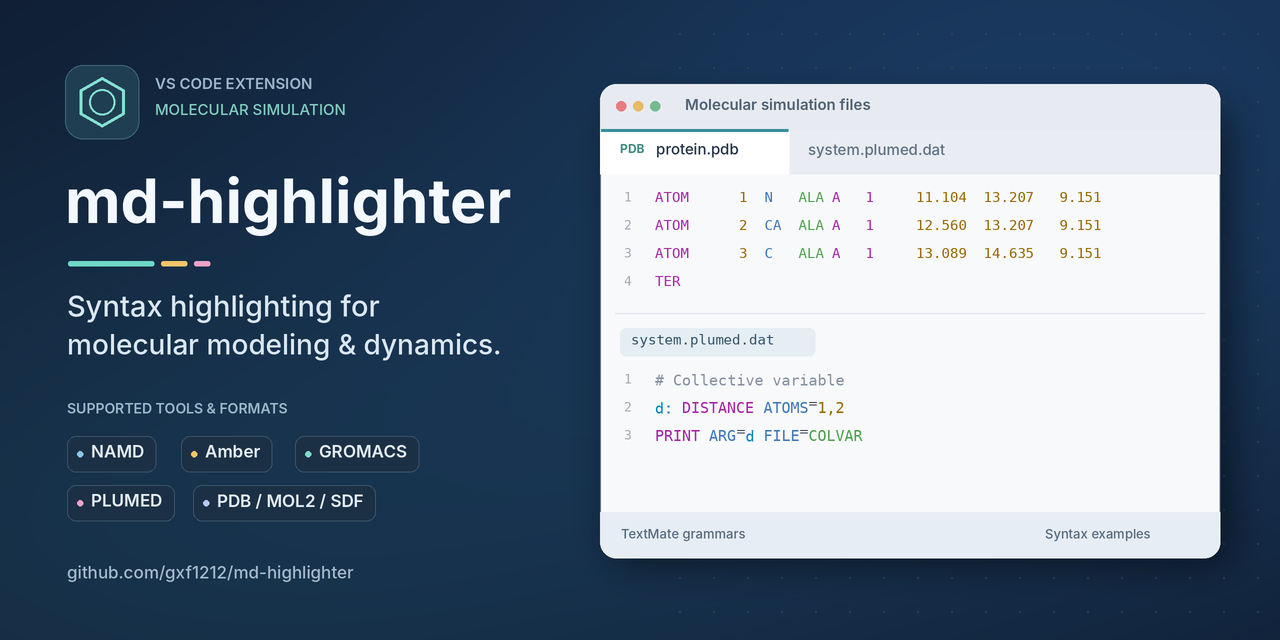 VS CODE EXTENSION
MOLECULAR SIMULATION
md-highlighter
Syntax highlighting for
molecular modeling & dynamics.
SUPPORTED TOOLS & FORMATS
NAMD
Amber
GROMACS
PLUMED
PDB / MOL2 / SDF
github.com/gxf1212/md-highlighter
Molecular simulation files
PDB protein.pdb
system.plumed.dat
1 ATOM 1 N ALA A 1 11.104 13.207 9.151
2 ATOM 2 CA ALA A 1 12.560 13.207 9.151
3 ATOM 3 C ALA A 1 13.089 14.635 9.151
4 TER
system.plumed.dat
1 # Collective variable
2 d: DISTANCE ATOMS=1,2
3 PRINT ARG=d FILE=COLVAR
TextMate grammars
Syntax examples